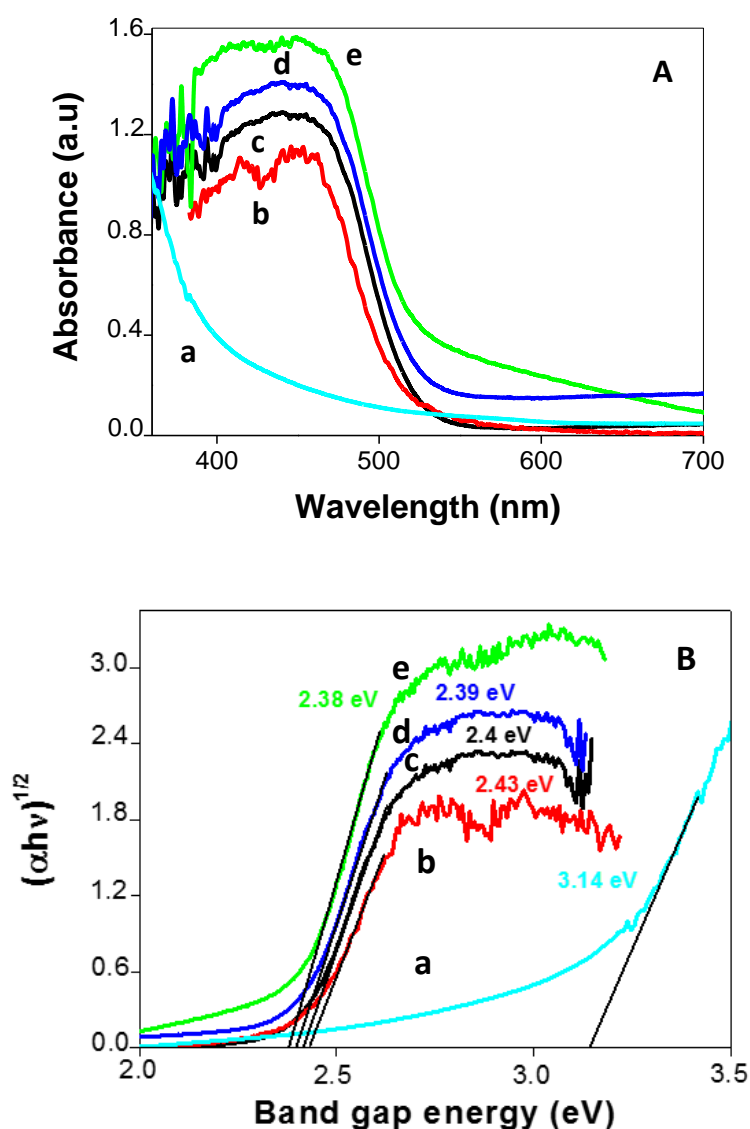 1.6
e
A
d
1.2
c
b
0.8
0.4
a
0.0
400 500 600 700
Absorbance (a.u)
Wavelength (nm)
B
3.0
e
2.38 eV
2.39 eV
2.4
d
2.4 eV
c
1.8
2.43 eV
b
3.14 eV
1.2
a
0.6
0.0
2.0 2.5 3.0 3.5
(αhν)^1/2
Band gap energy (eV)